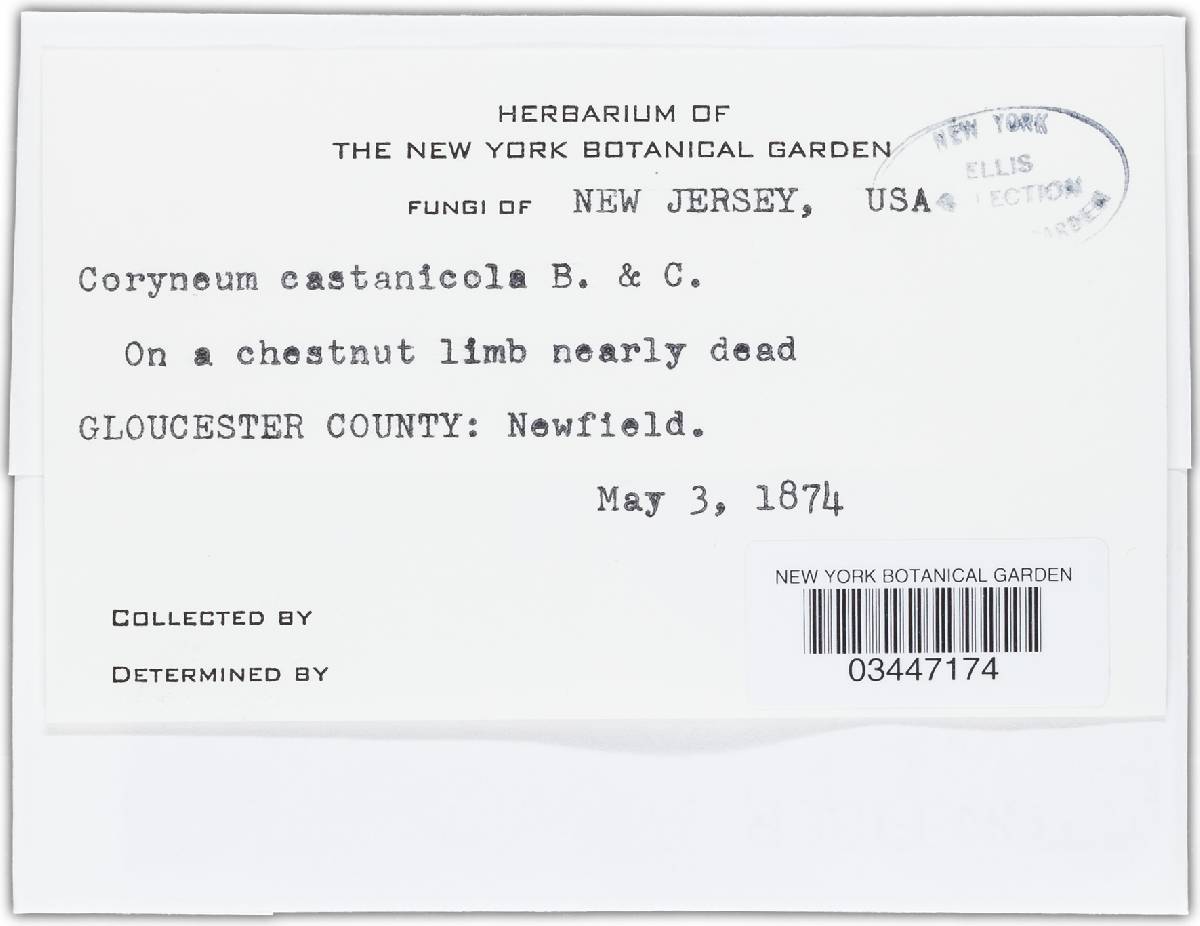 HERBARIUM OF
THE NEW YORK BOTANICAL GARDEN
FUNGI OF NEW JERSEY, USA
NEW YORK
ELLIS
Coryneum castanicola B. & C.
On a chestnut limb nearly dead
GLOUCESTER COUNTY: Newfield.
May 3, 1874
NEW YORK BOTANICAL GARDEN
03447174
COLLECTED BY
DETERMINED BY